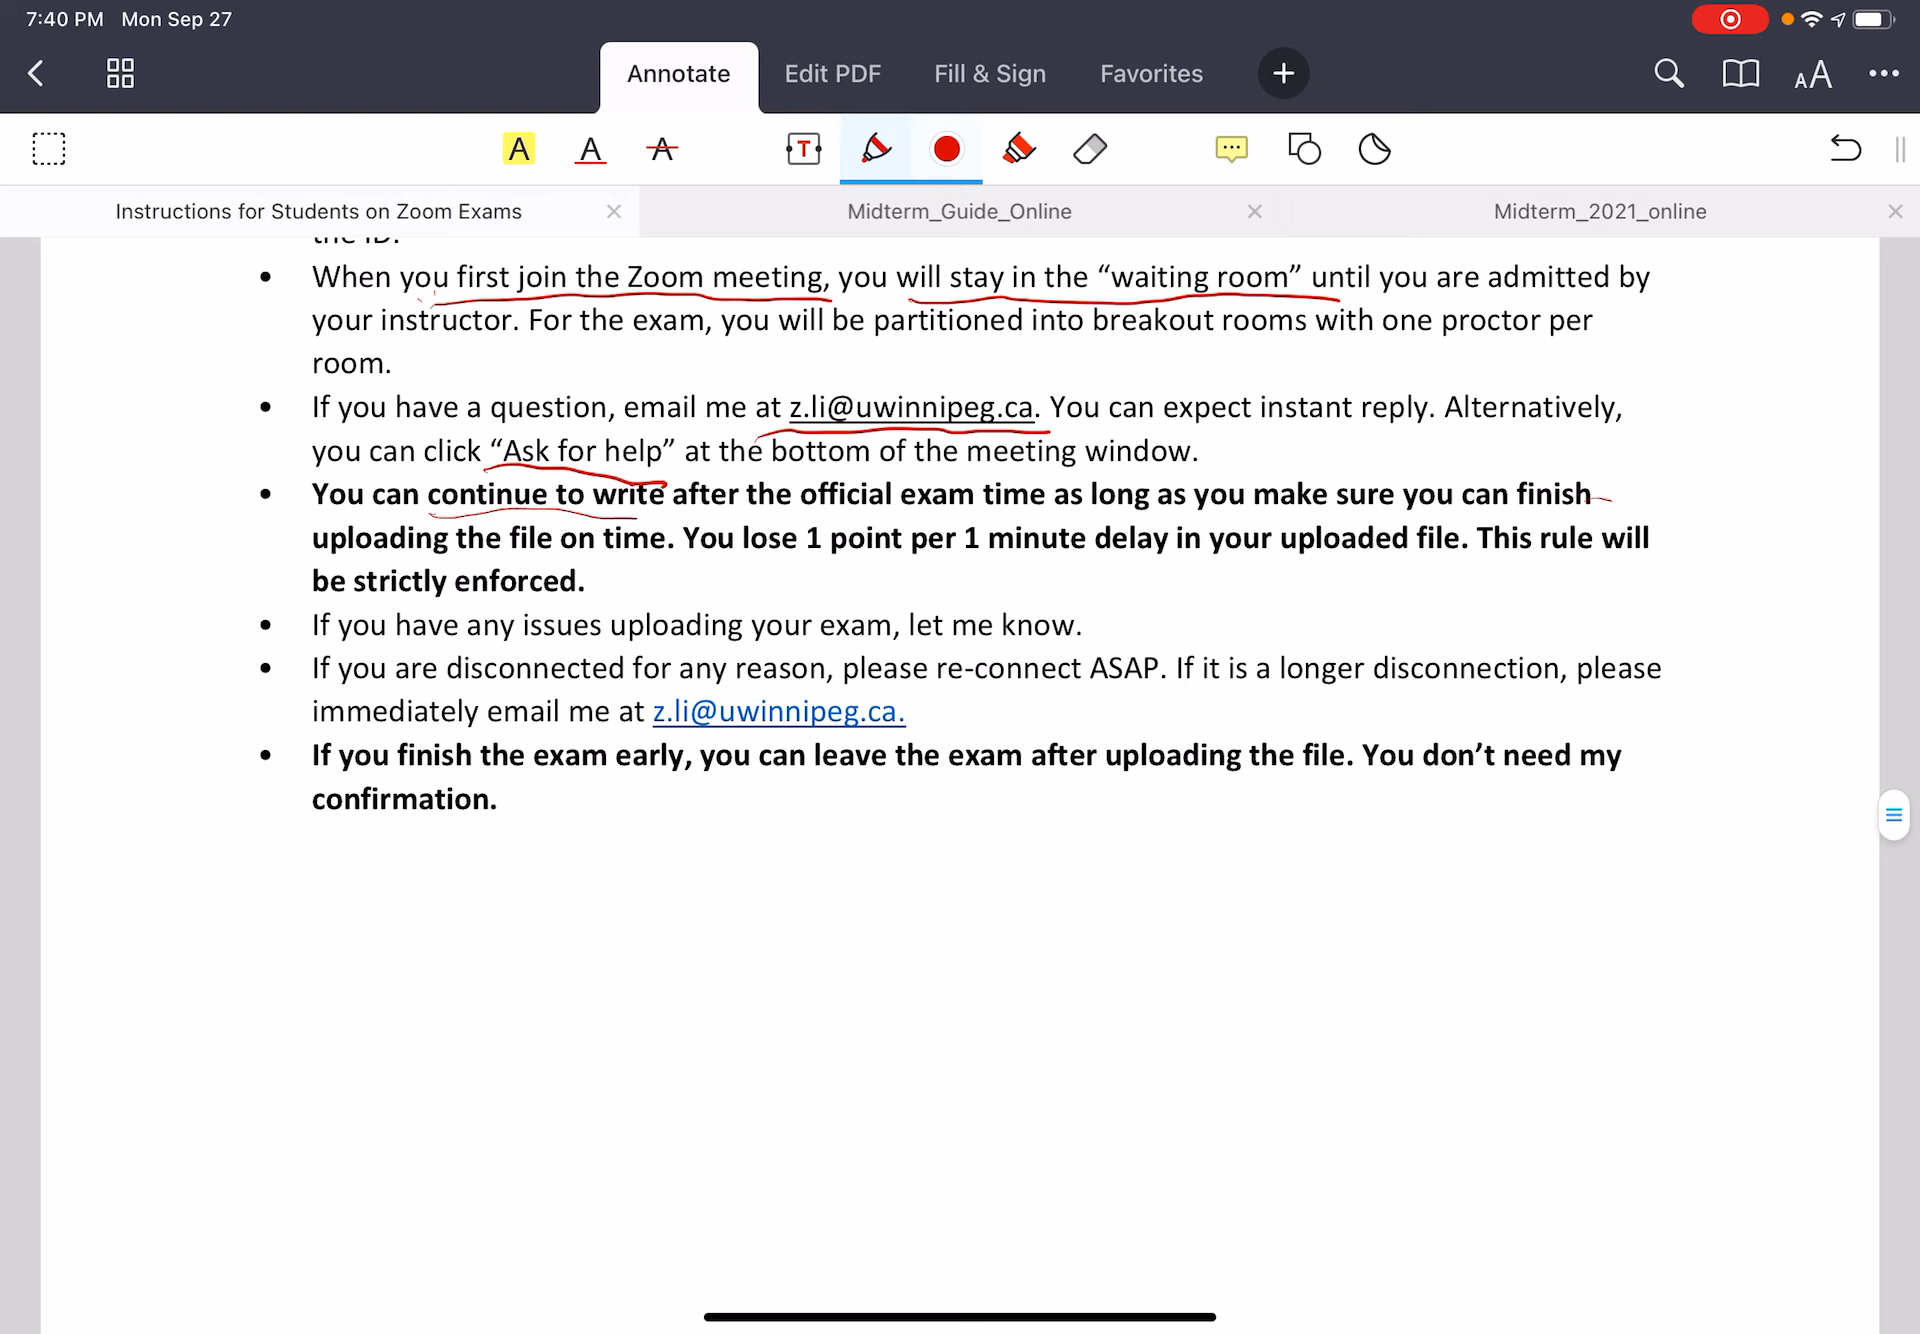 7:40 PM Mon Sep 27
Annotate Edit PDF Fill & Sign Favorites
Instructions for Students on Zoom Exams Midterm_Guide_Online Midterm_2021_online
the ID.
• When you first join the Zoom meeting, you will stay in the “waiting room” until you are admitted by
your instructor. For the exam, you will be partitioned into breakout rooms with one proctor per
room.
• If you have a question, email me at z.li@uwinnipeg.ca. You can expect instant reply. Alternatively,
you can click “Ask for help” at the bottom of the meeting window.
• You can continue to write after the official exam time as long as you make sure you can finish
uploading the file on time. You lose 1 point per 1 minute delay in your uploaded file. This rule will
be strictly enforced.
• If you have any issues uploading your exam, let me know.
• If you are disconnected for any reason, please re-connect ASAP. If it is a longer disconnection, please
immediately email me at z.li@uwinnipeg.ca.
• If you finish the exam early, you can leave the exam after uploading the file. You don’t need my
confirmation.